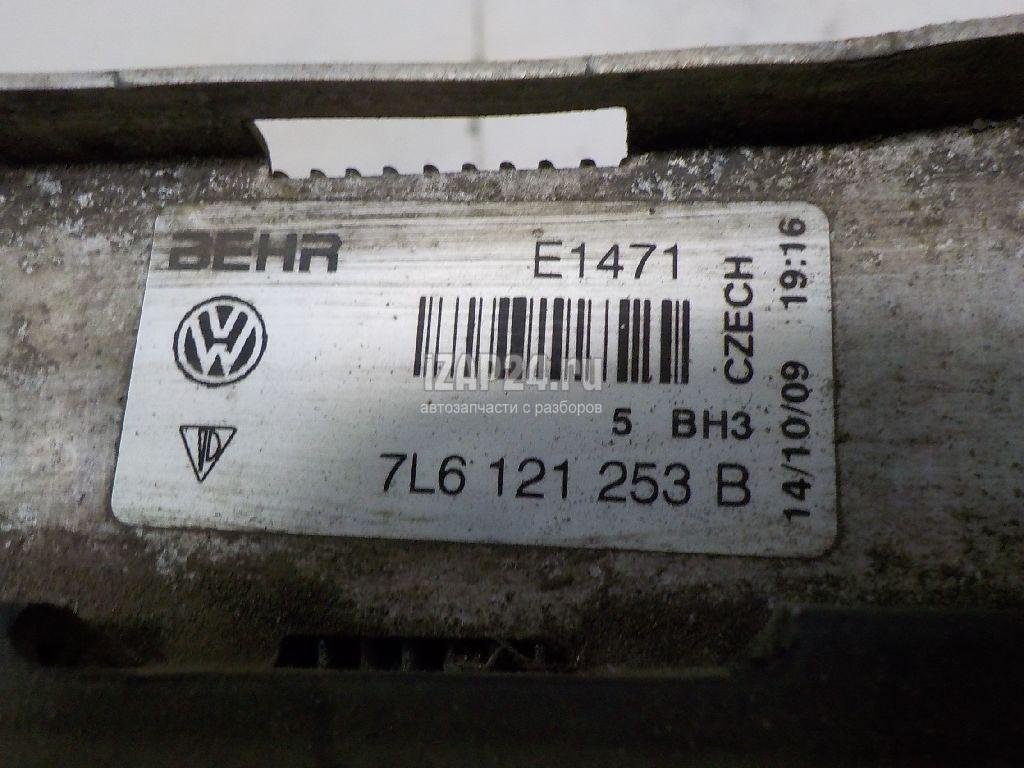 BEHR
E1471
CZECH
14/10/09 19:16
iZAP24.ru
автозапчасти с разборов
5 BH3
7L6 121 253 B